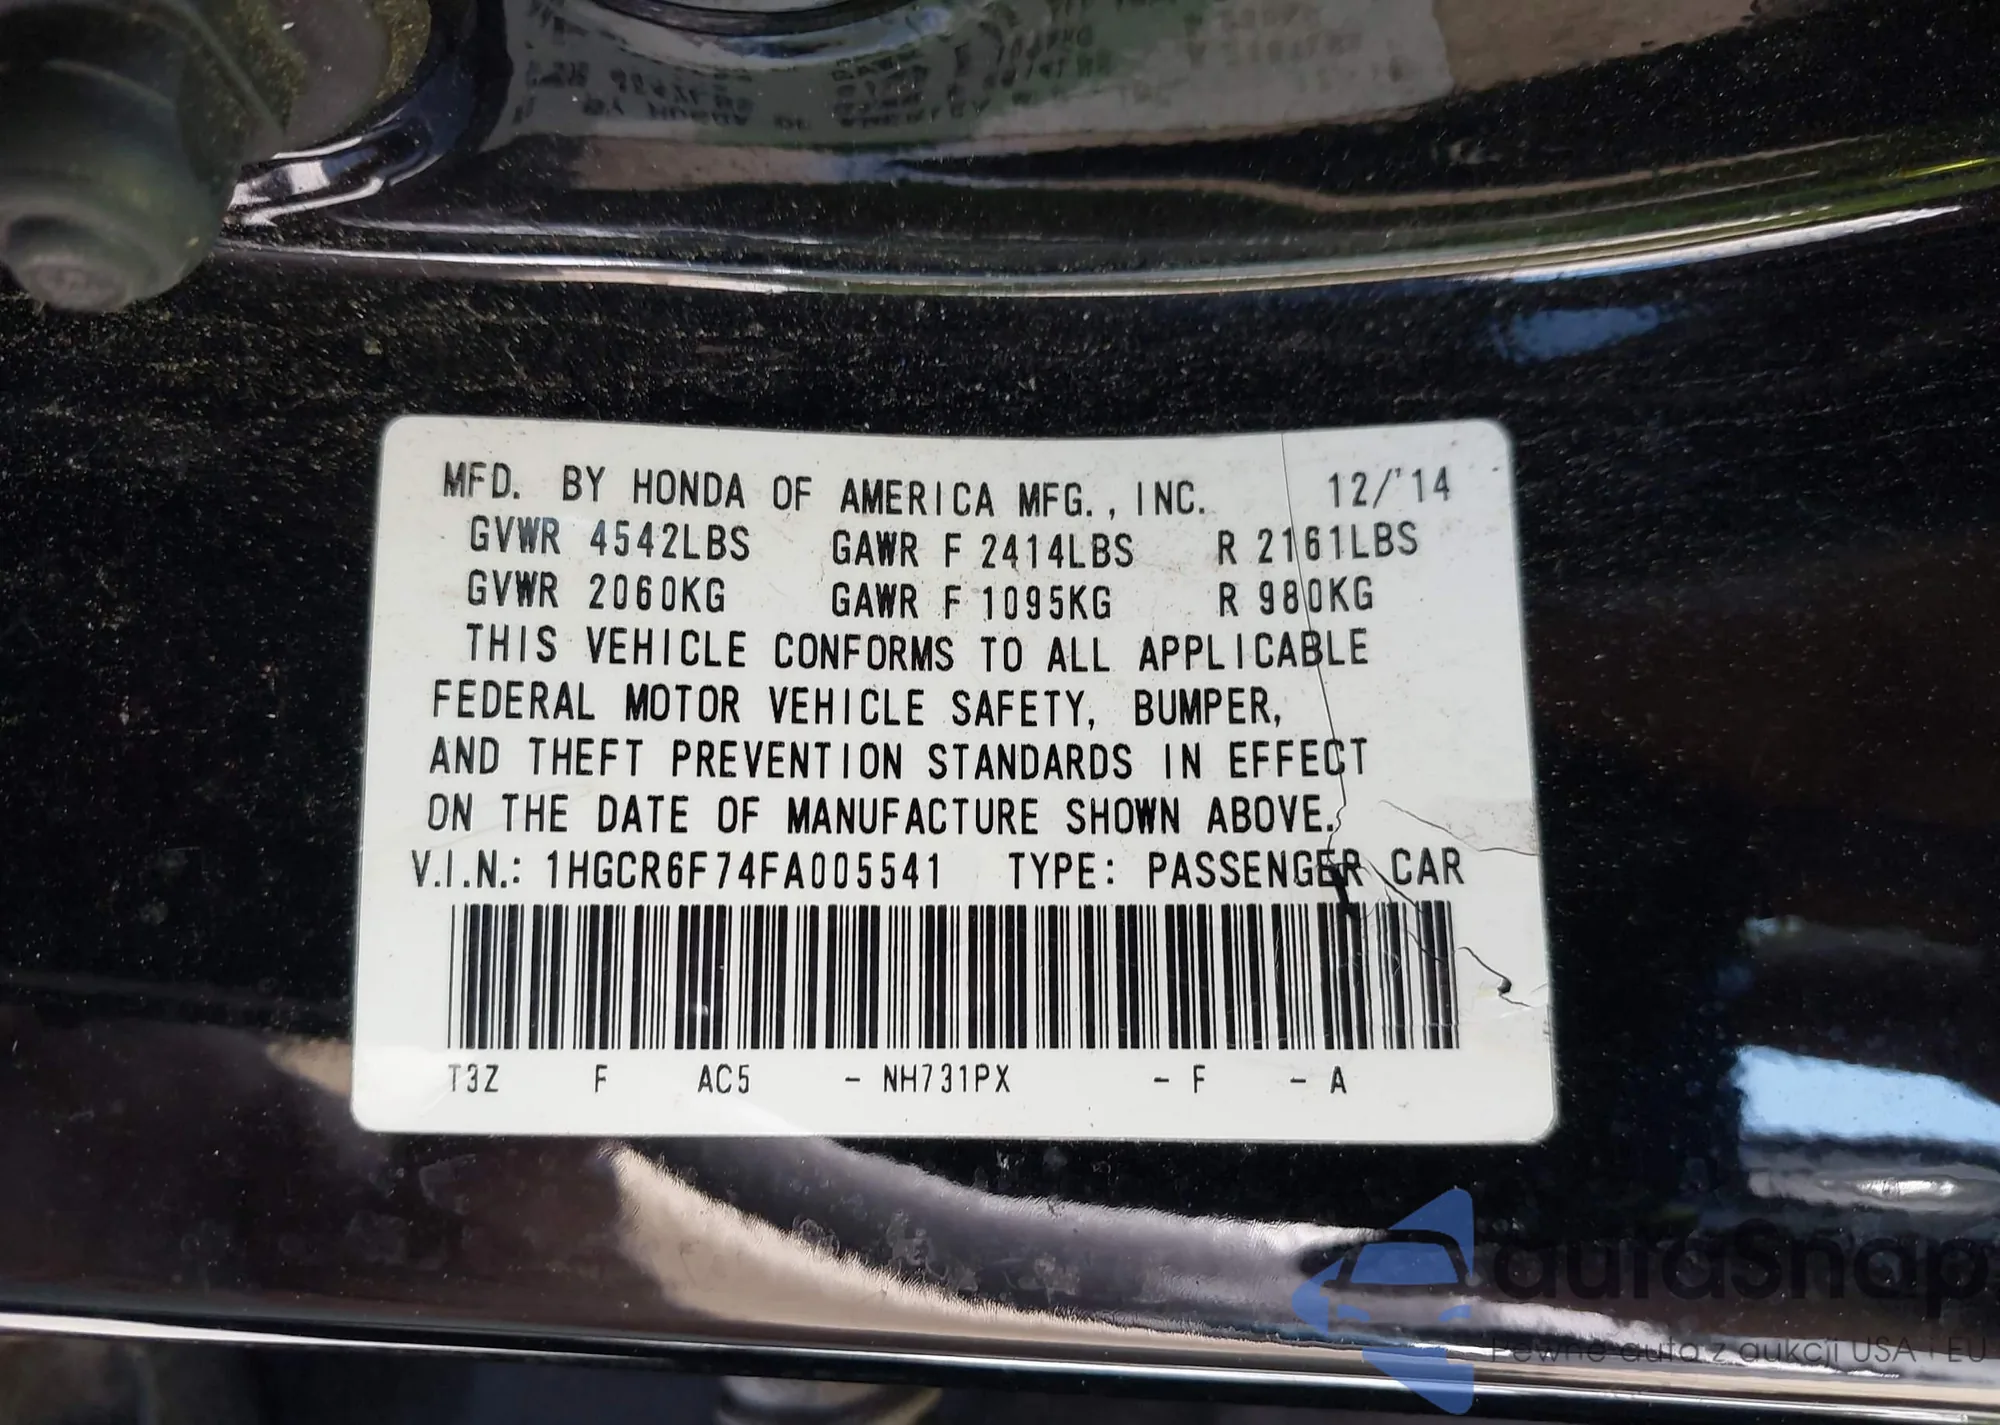 MFD. BY HONDA OF AMERICA MFG., INC. 12/'14
GVWR 4542LBS GAWR F 2414LBS R 2161LBS
GVWR 2060KG GAWR F 1095KG R 980KG
THIS VEHICLE CONFORMS TO ALL APPLICABLE
FEDERAL MOTOR VEHICLE SAFETY, BUMPER,
AND THEFT PREVENTION STANDARDS IN EFFECT
ON THE DATE OF MANUFACTURE SHOWN ABOVE.
V.I.N.: 1HGCR6F74FA005541 TYPE: PASSENGER CAR
T3Z F AC5 - NH731PX - F - A
autaSnap
Pewne auta z aukcji USA i EU